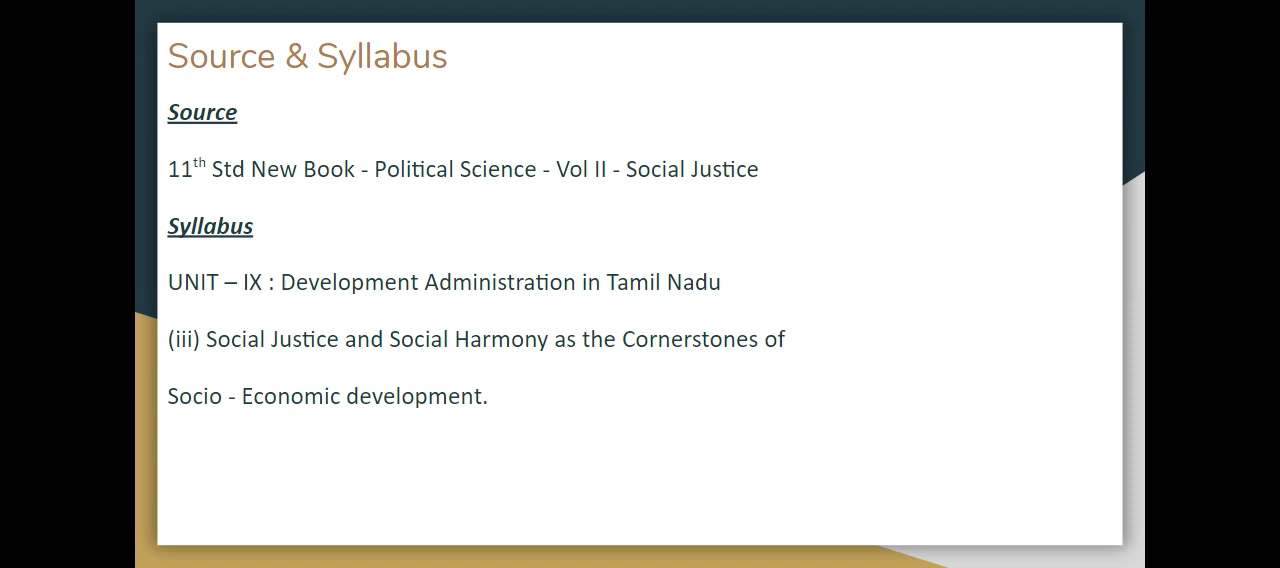 Source & Syllabus
Source
11th Std New Book - Political Science - Vol II - Social Justice
Syllabus
UNIT – IX : Development Administration in Tamil Nadu
(iii) Social Justice and Social Harmony as the Cornerstones of
Socio - Economic development.